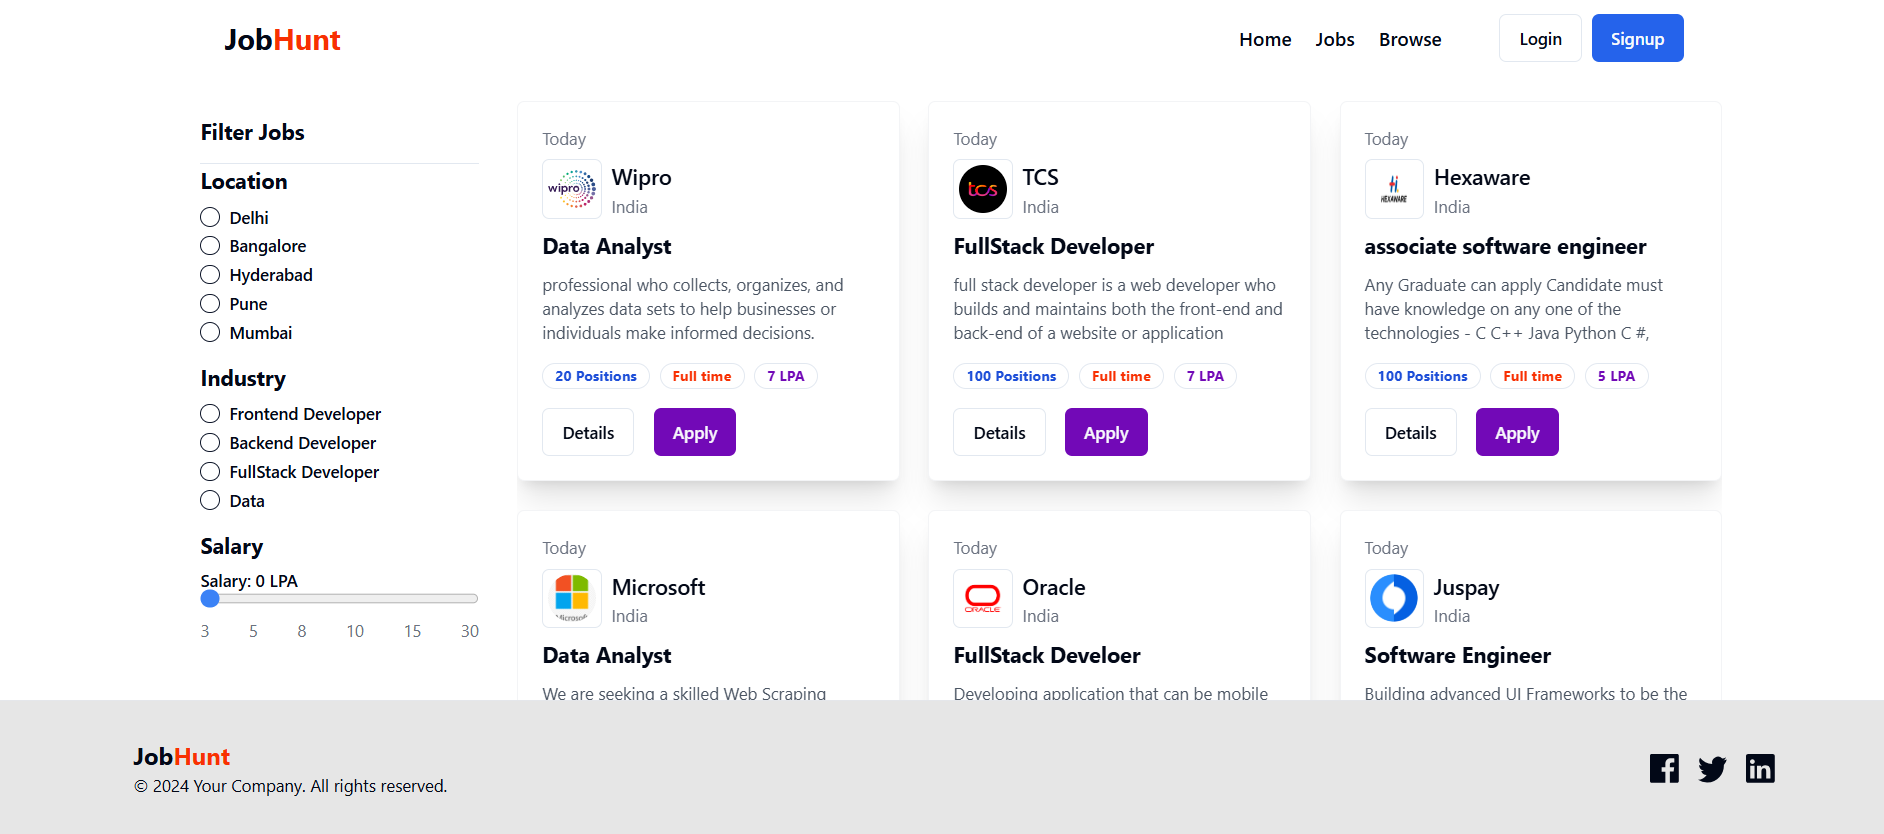 JobHunt
Home Jobs Browse Login Signup
Filter Jobs
Location
Delhi
Bangalore
Hyderabad
Pune
Mumbai
Industry
Frontend Developer
Backend Developer
FullStack Developer
Data
Salary
Salary: 0 LPA
3 5 8 10 15 30
Today
wipro
Wipro
India
Data Analyst
professional who collects, organizes, and
analyzes data sets to help businesses or
individuals make informed decisions.
20 Positions Full time 7 LPA
Details Apply
Today
tcs
TCS
India
FullStack Developer
full stack developer is a web developer who
builds and maintains both the front-end and
back-end of a website or application
100 Positions Full time 7 LPA
Details Apply
Today
HEXAWARE
Hexaware
India
associate software engineer
Any Graduate can apply Candidate must
have knowledge on any one of the
technologies - C C++ Java Python C #,
100 Positions Full time 5 LPA
Details Apply
Today
Microsoft
Microsoft
India
Data Analyst
We are seeking a skilled Web Scraping
Today
ORACLE
Oracle
India
FullStack Develoer
Developing application that can be mobile
Today
Juspay
India
Software Engineer
Building advanced UI Frameworks to be the
JobHunt
© 2024 Your Company. All rights reserved.